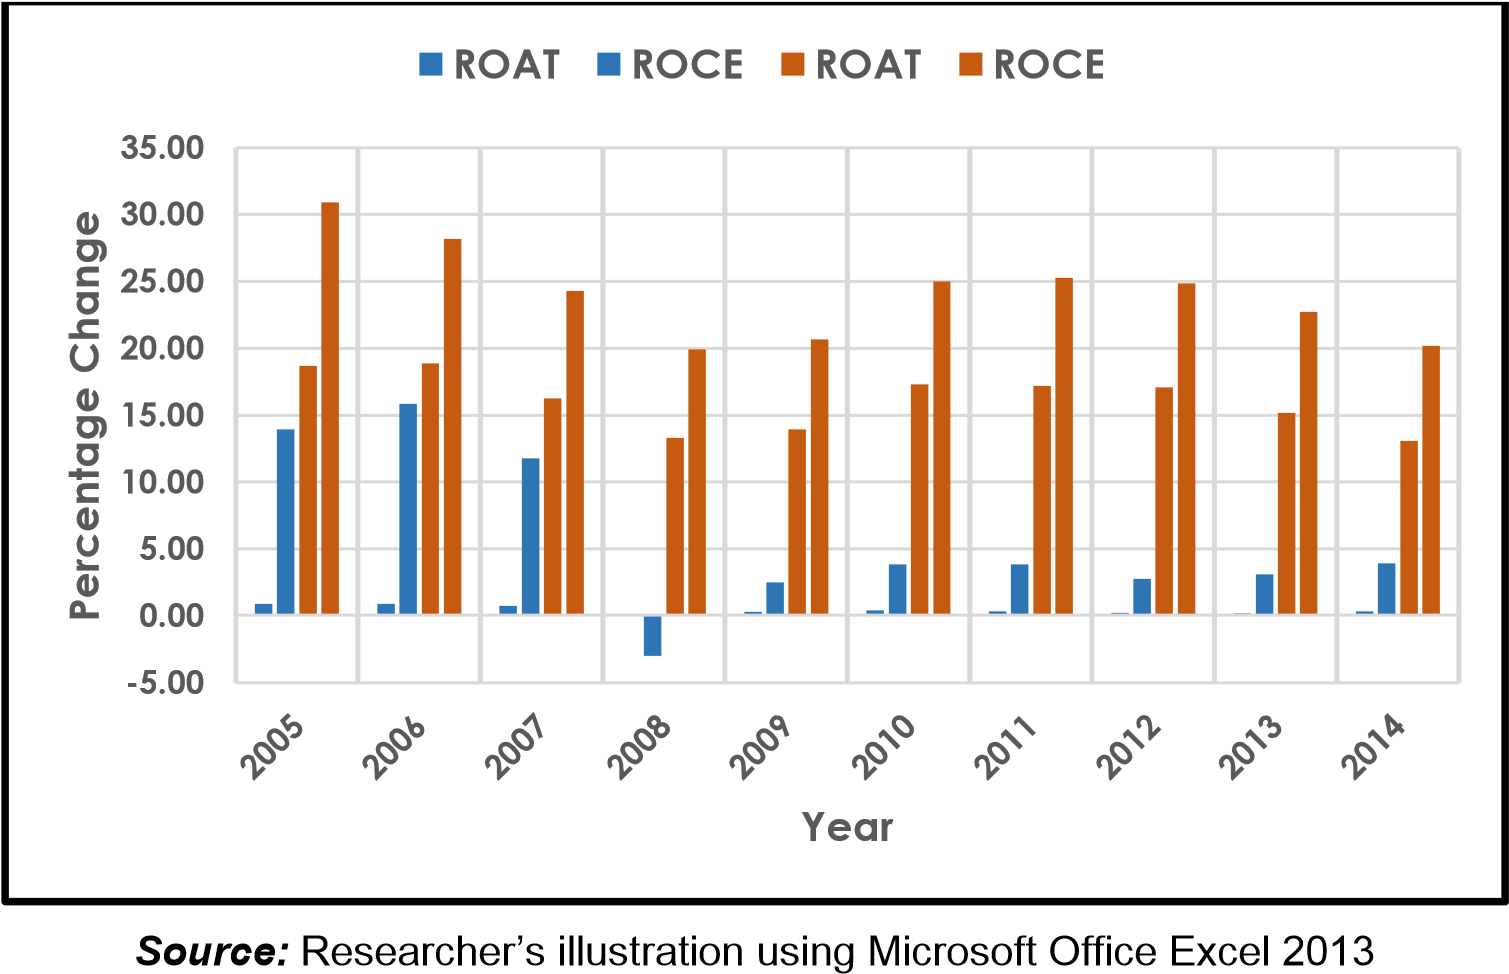 ROAT ROCE ROAT ROCE
35.00
30.00
25.00
20.00
15.00
10.00
5.00
0.00
-5.00
Percentage Change
2005 2006 2007 2008 2009 2010 2011 2012 2013 2014
Year
Source: Researcher’s illustration using Microsoft Office Excel 2013